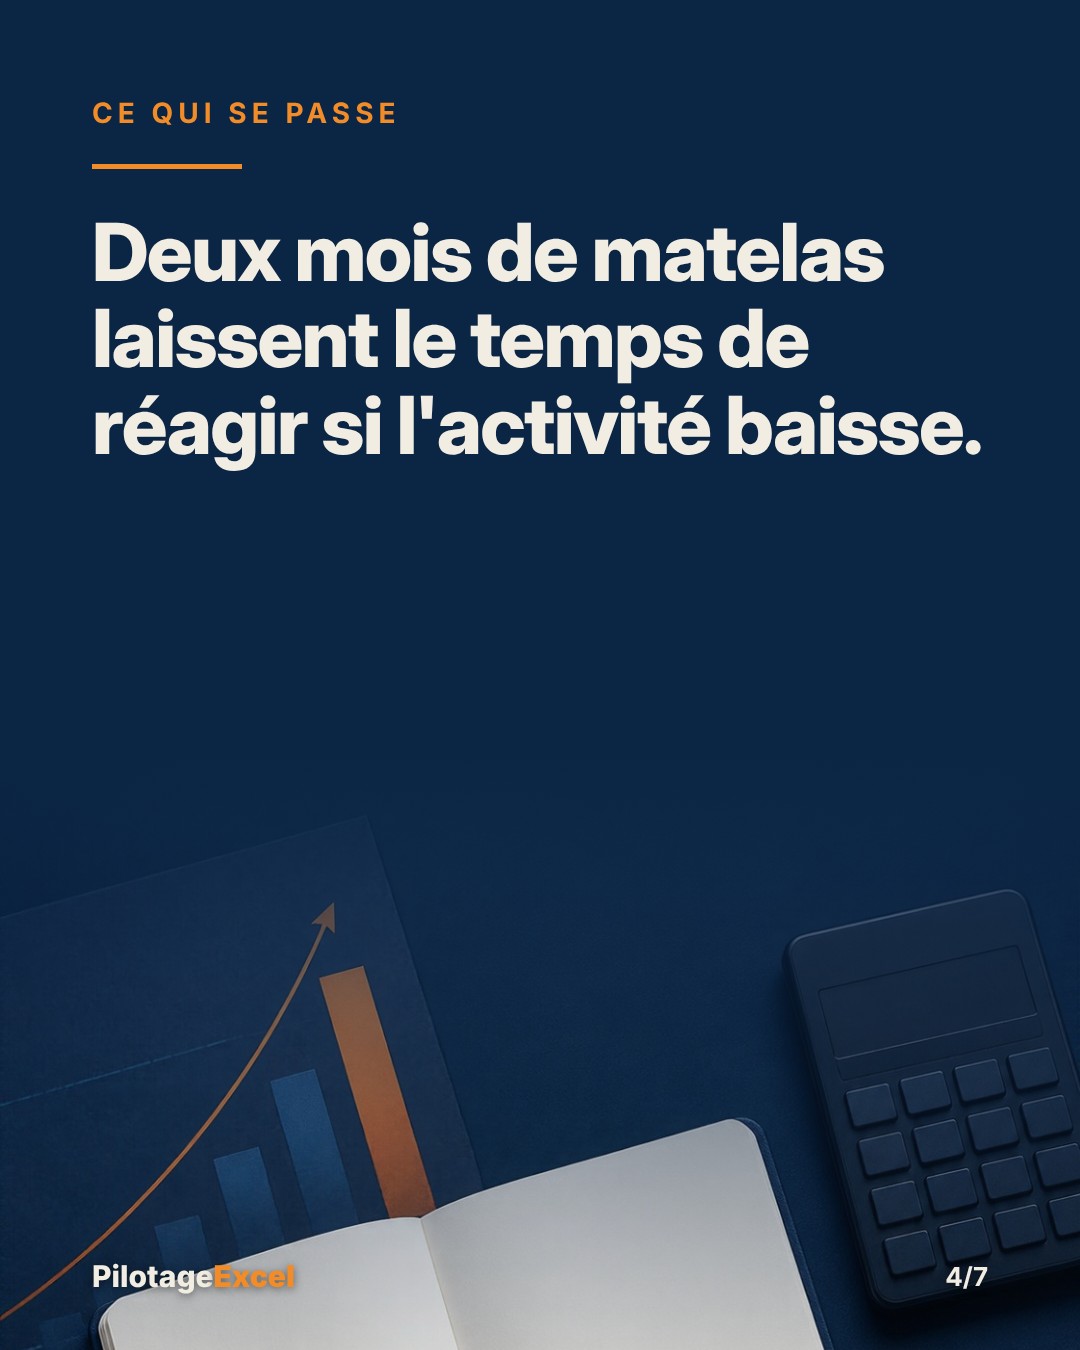 CE QUI SE PASSE
Deux mois de matelas
laissent le temps de
réagir si l'activité baisse.
PilotageExcel
4/7